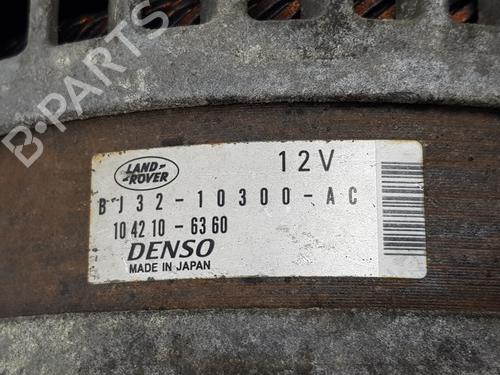 B-PARTS
LAND-
ROVER
12V
BJ32-10300-AC
104210-6360
DENSO
MADE IN JAPAN